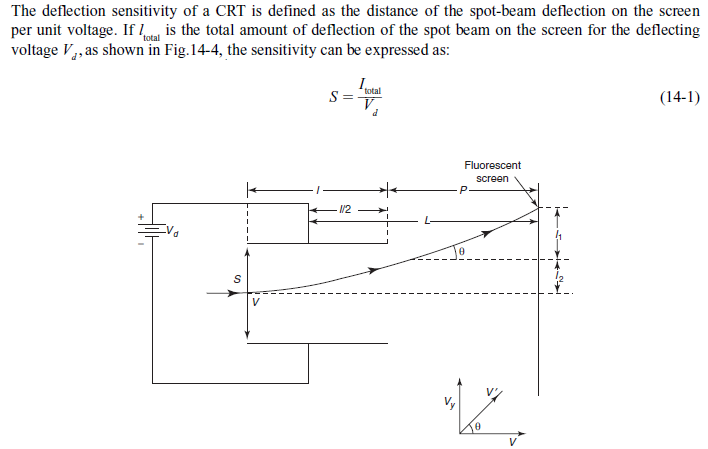 The deflection sensitivity of a CRT is defined as the distance of the spot-beam deflection on the screen
per unit voltage. If l_total is the total amount of deflection of the spot beam on the screen for the deflecting
voltage V_d, as shown in Fig.14-4, the sensitivity can be expressed as:
S = I_total / V_d (14-1)
Fluorescent
screen
l
P
l/2
L
+
V_d
–
θ
l_1
l_2
S
V
V_y
V'
θ
V